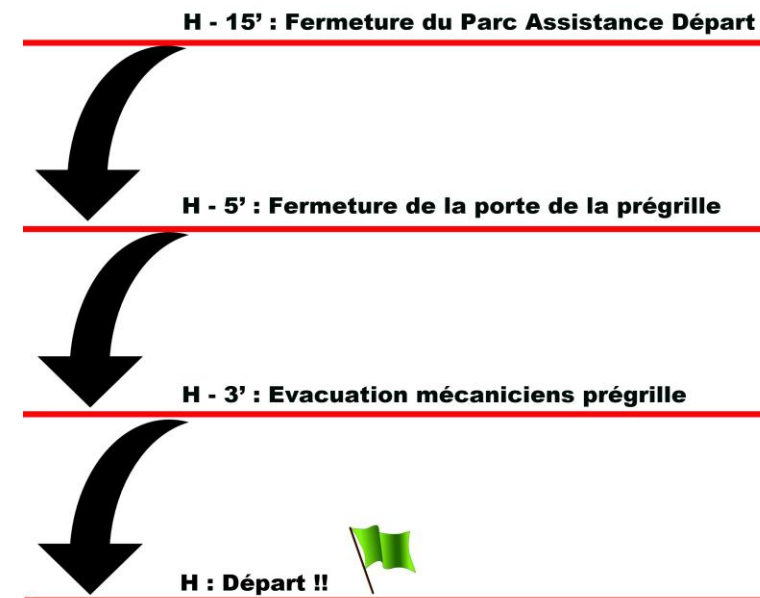 H - 15’ : Fermeture du Parc Assistance Départ
H - 5’ : Fermeture de la porte de la prégrille
H - 3’ : Evacuation mécaniciens prégrille
H : Départ !!